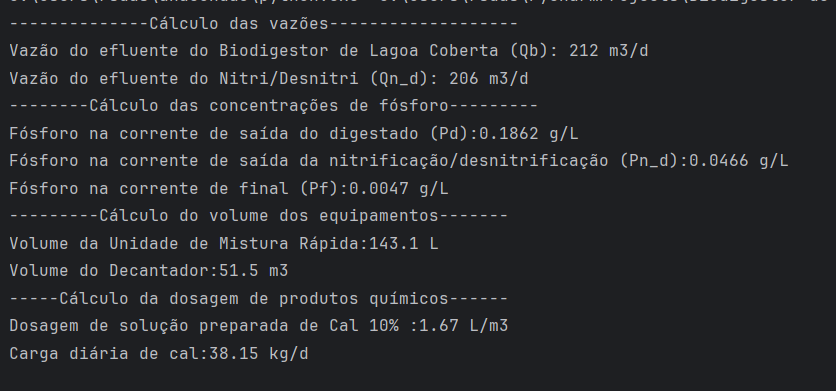 --------------Cálculo das vazões-------------------
Vazão do efluente do Biodigestor de Lagoa Coberta (Qb): 212 m3/d
Vazão do efluente do Nitri/Desnitri (Qn_d): 206 m3/d
--------Cálculo das concentrações de fósforo---------
Fósforo na corrente de saída do digestado (Pd):0.1862 g/L
Fósforo na corrente de saída da nitrificação/desnitrificação (Pn_d):0.0466 g/L
Fósforo na corrente de final (Pf):0.0047 g/L
---------Cálculo do volume dos equipamentos-------
Volume da Unidade de Mistura Rápida:143.1 L
Volume do Decantador:51.5 m3
-----Cálculo da dosagem de produtos químicos------
Dosagem de solução preparada de Cal 10% :1.67 L/m3
Carga diária de cal:38.15 kg/d